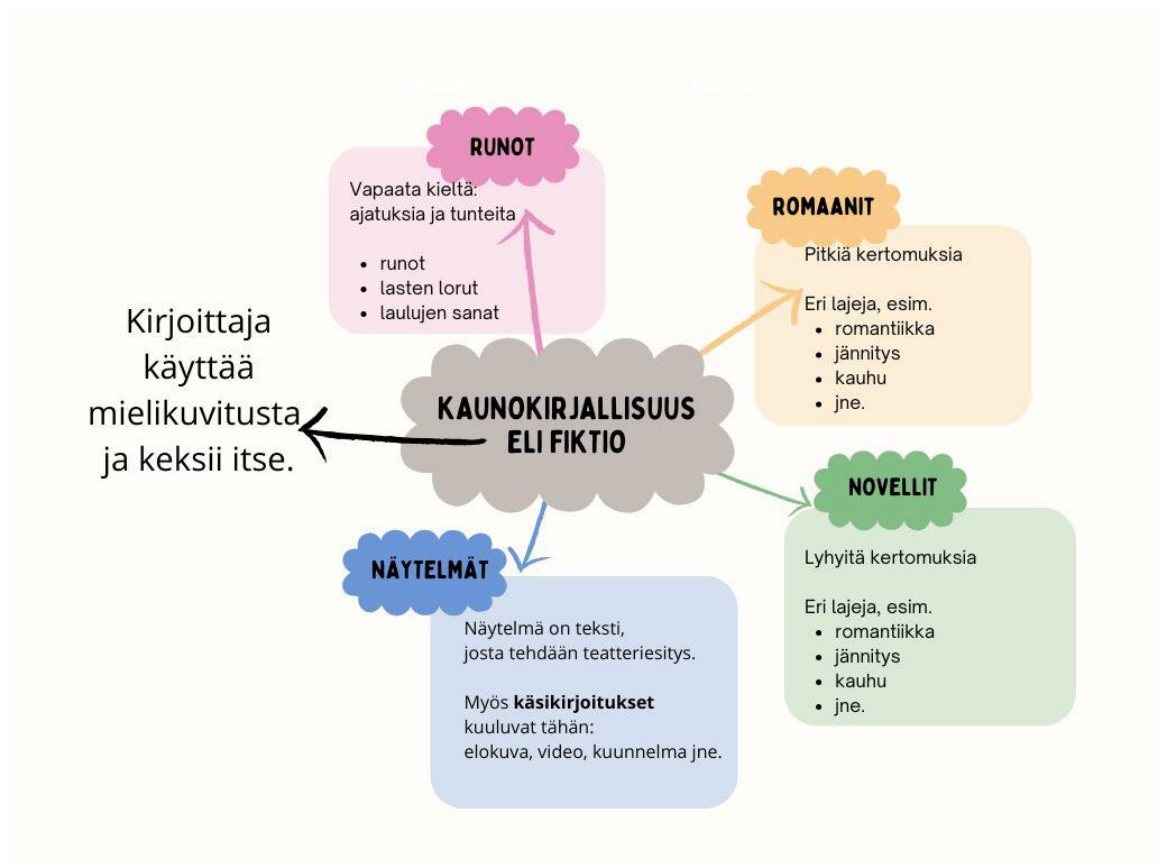 RUNOT
Vapaata kieltä:
ajatuksia ja tunteita
• runot
• lasten lorut
• laulujen sanat
ROMAANIT
Pitkiä kertomuksia
Eri lajeja, esim.
• romantiikka
• jännitys
• kauhu
• jne.
Kirjoittaja
käyttää
mielikuvitusta
ja keksii itse.
KAUNOKIRJALLISUUS
ELI FIKTIO
NOVELLIT
Lyhyitä kertomuksia
Eri lajeja, esim.
• romantiikka
• jännitys
• kauhu
• jne.
NÄYTELMÄT
Näytelmä on teksti,
josta tehdään teatteriesitys.
Myös käsikirjoitukset
kuuluvat tähän:
elokuva, video, kuunnelma jne.